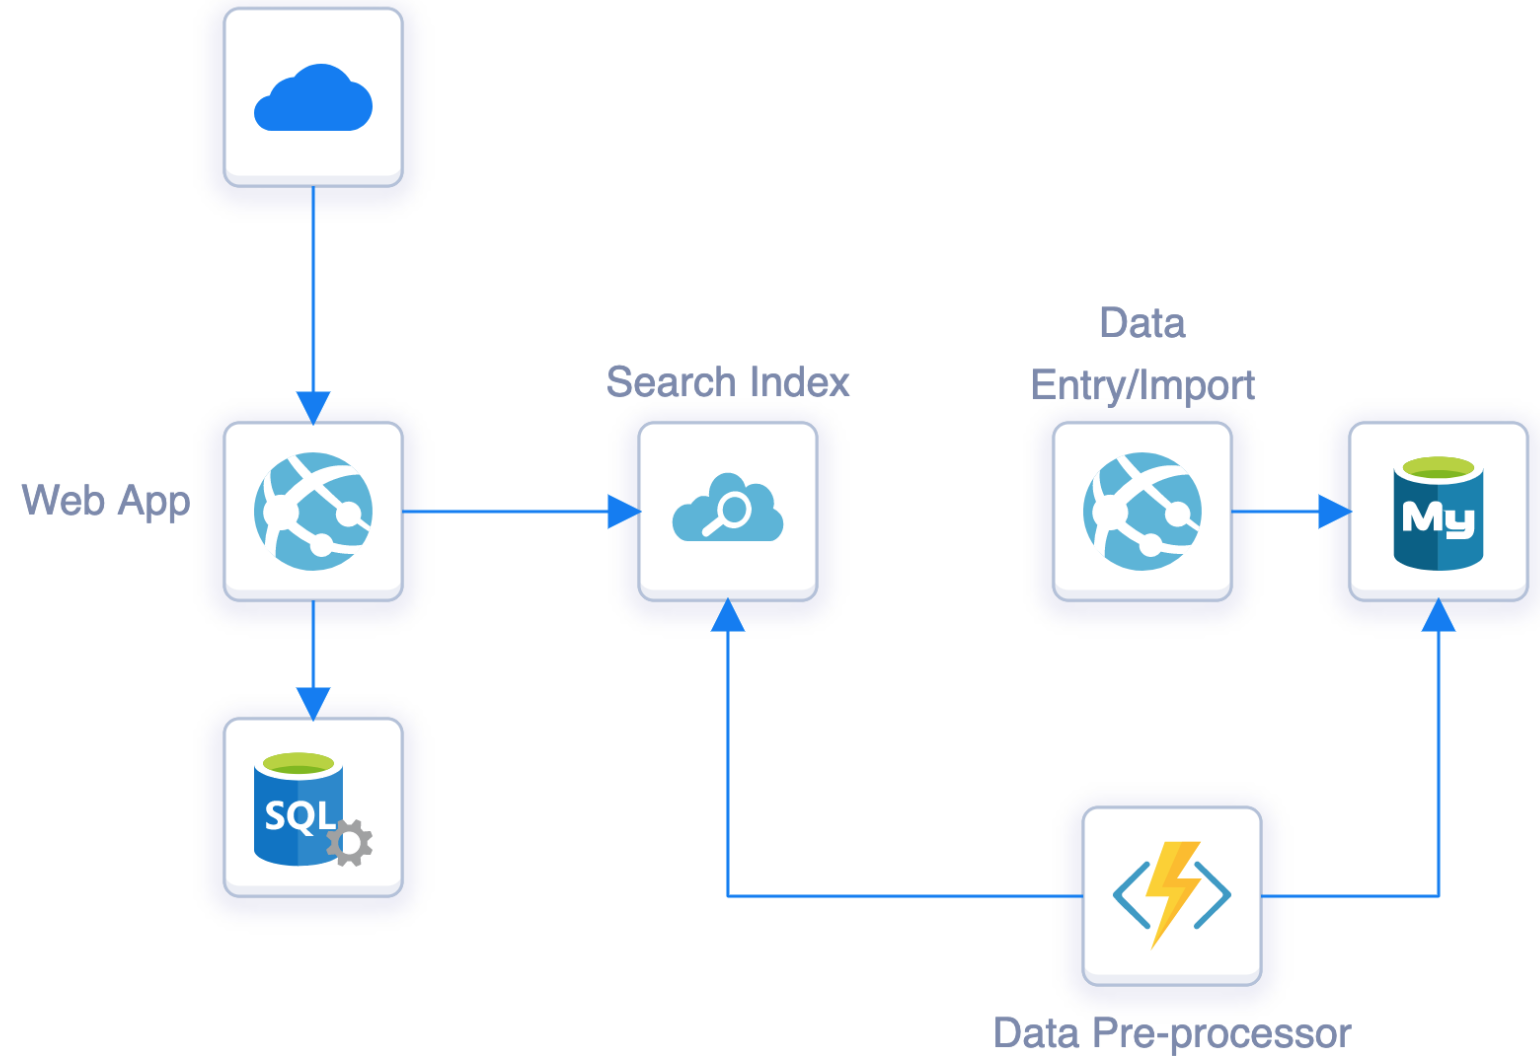 Data
Search Index
Entry/Import
Web App
My
SQL
Data Pre-processor